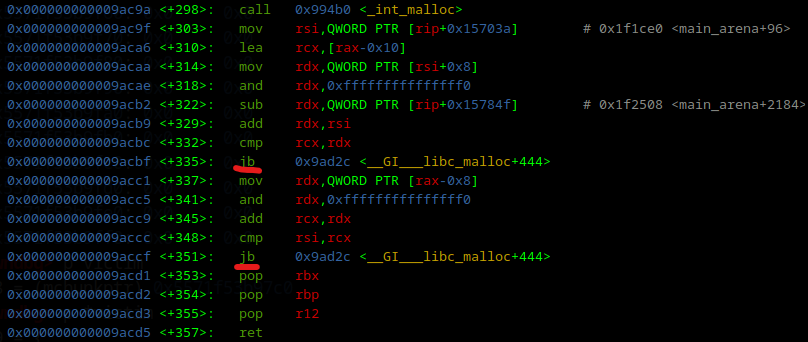 0x000000000009ac9a <+298>: call 0x994b0 <_int_malloc>
0x000000000009ac9f <+303>: mov rsi,QWORD PTR [rip+0x15703a] # 0x1f1ce0 <main_arena+96>
0x000000000009aca6 <+310>: lea rcx,[rax-0x10]
0x000000000009acaa <+314>: mov rdx,QWORD PTR [rsi+0x8]
0x000000000009acae <+318>: and rdx,0xfffffffffffffff0
0x000000000009acb2 <+322>: sub rdx,QWORD PTR [rip+0x15784f] # 0x1f2508 <main_arena+2184>
0x000000000009acb9 <+329>: add rdx,rsi
0x000000000009acbc <+332>: cmp rcx,rdx
0x000000000009acbf <+335>: jb 0x9ad2c <__GI___libc_malloc+444>
0x000000000009acc1 <+337>: mov rdx,QWORD PTR [rax-0x8]
0x000000000009acc5 <+341>: and rdx,0xfffffffffffffff0
0x000000000009acc9 <+345>: add rcx,rdx
0x000000000009accc <+348>: cmp rsi,rcx
0x000000000009accf <+351>: jb 0x9ad2c <__GI___libc_malloc+444>
0x000000000009acd1 <+353>: pop rbx
0x000000000009acd2 <+354>: pop rbp
0x000000000009acd3 <+355>: pop r12
0x000000000009acd5 <+357>: ret